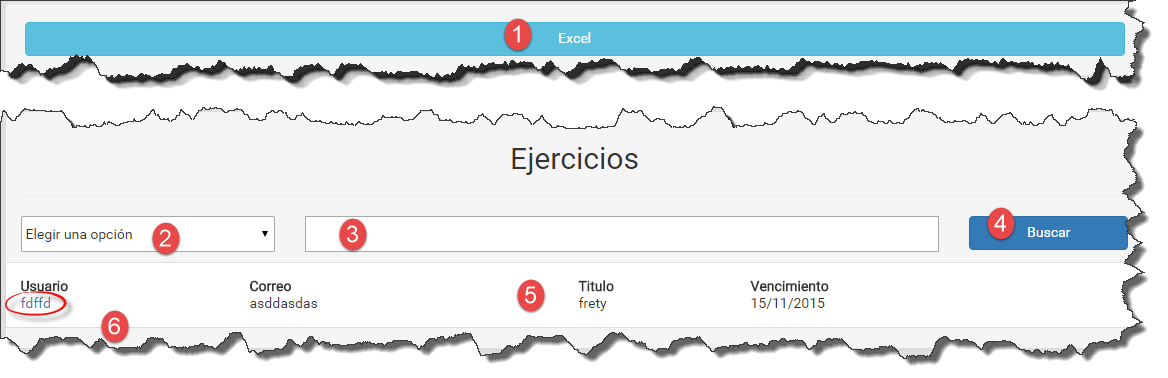 1 Excel
Ejercicios
Elegir una opción 2 3 4 Buscar
Usuario Correo Titulo Vencimiento
fdffd asddasdas 5 frety 15/11/2015
6